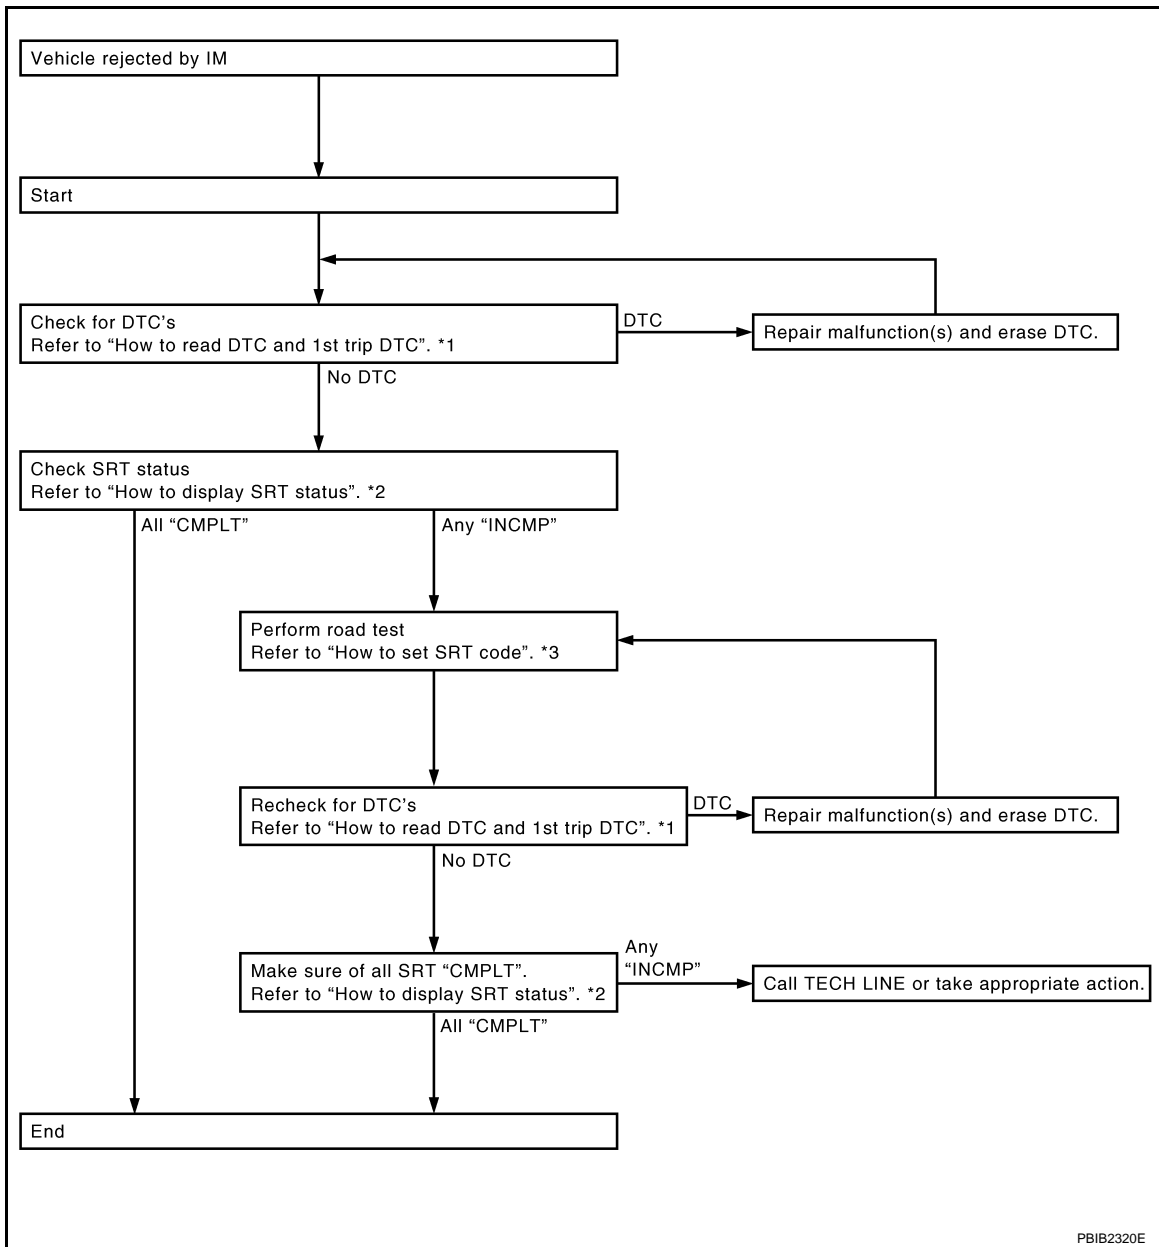 Vehicle rejected by IM
Start
Check for DTC's
Refer to “How to read DTC and 1st trip DTC”. *1
DTC
Repair malfunction(s) and erase DTC.
No DTC
Check SRT status
Refer to “How to display SRT status”. *2
All “CMPLT”
Any “INCMP”
Perform road test
Refer to “How to set SRT code”. *3
Recheck for DTC's
Refer to “How to read DTC and 1st trip DTC”. *1
DTC
Repair malfunction(s) and erase DTC.
No DTC
Make sure of all SRT “CMPLT”.
Refer to “How to display SRT status”. *2
Any
“INCMP”
Call TECH LINE or take appropriate action.
All “CMPLT”
End
PBIB2320E